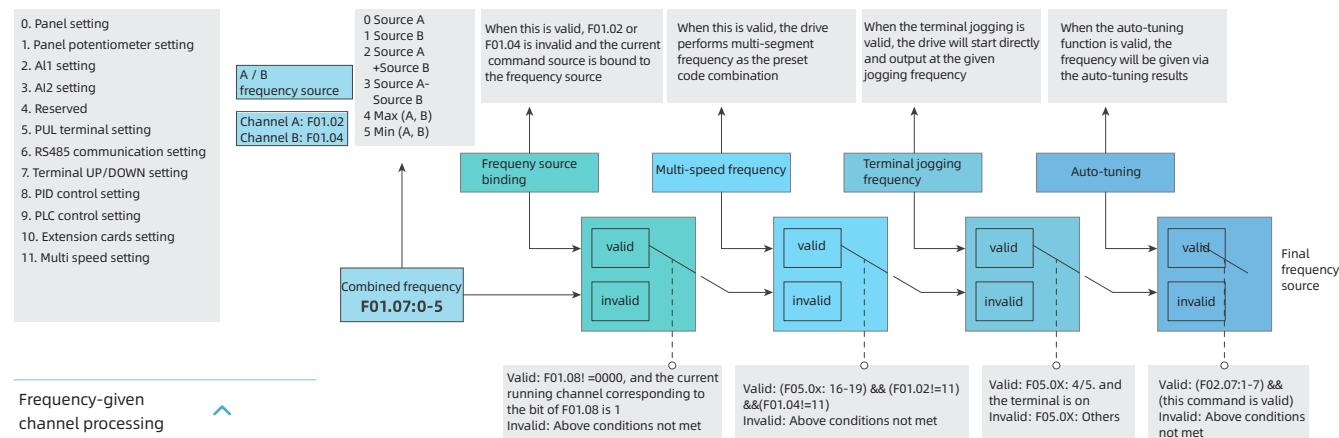 0. Panel setting
1. Panel potentiometer setting
2. AI1 setting
3. AI2 setting
4. Reserved
5. PUL terminal setting
6. RS485 communication setting
7. Terminal UP/DOWN setting
8. PID control setting
9. PLC control setting
10. Extension cards setting
11. Multi speed setting
A / B
frequency source
Channel A: F01.02
Channel B: F01.04
0 Source A
1 Source B
2 Source A
+Source B
3 Source A-
Source B
4 Max (A, B)
5 Min (A, B)
When this is valid, F01.02 or
F01.04 is invalid and the current
command source is bound to
the frequency source
When this is valid, the drive
performs multi-segment
frequency as the preset
code combination
When the terminal jogging is
valid, the drive will start directly
and output at the given
jogging frequency
When the auto-tuning
function is valid, the
frequency will be given via
the auto-tuning results
Frequeny source
binding
Multi-speed frequency
Terminal jogging
frequency
Auto-tuning
Combined frequency
F01.07:0-5
valid
invalid
valid
invalid
valid
invalid
valid
invalid
Final
frequency
source
Valid: F01.08! =0000, and the current
running channel corresponding to
the bit of F01.08 is 1
Invalid: Above conditions not met
Valid: (F05.0x: 16-19) && (F01.02!=11)
&&(F01.04!=11)
Invalid: Above conditions not met
Valid: F05.0X: 4/5. and
the terminal is on
Invalid: F05.0X: Others
Valid: (F02.07:1-7) &&
(this command is valid)
Invalid: Above conditions
not met
Frequency-given
channel processing